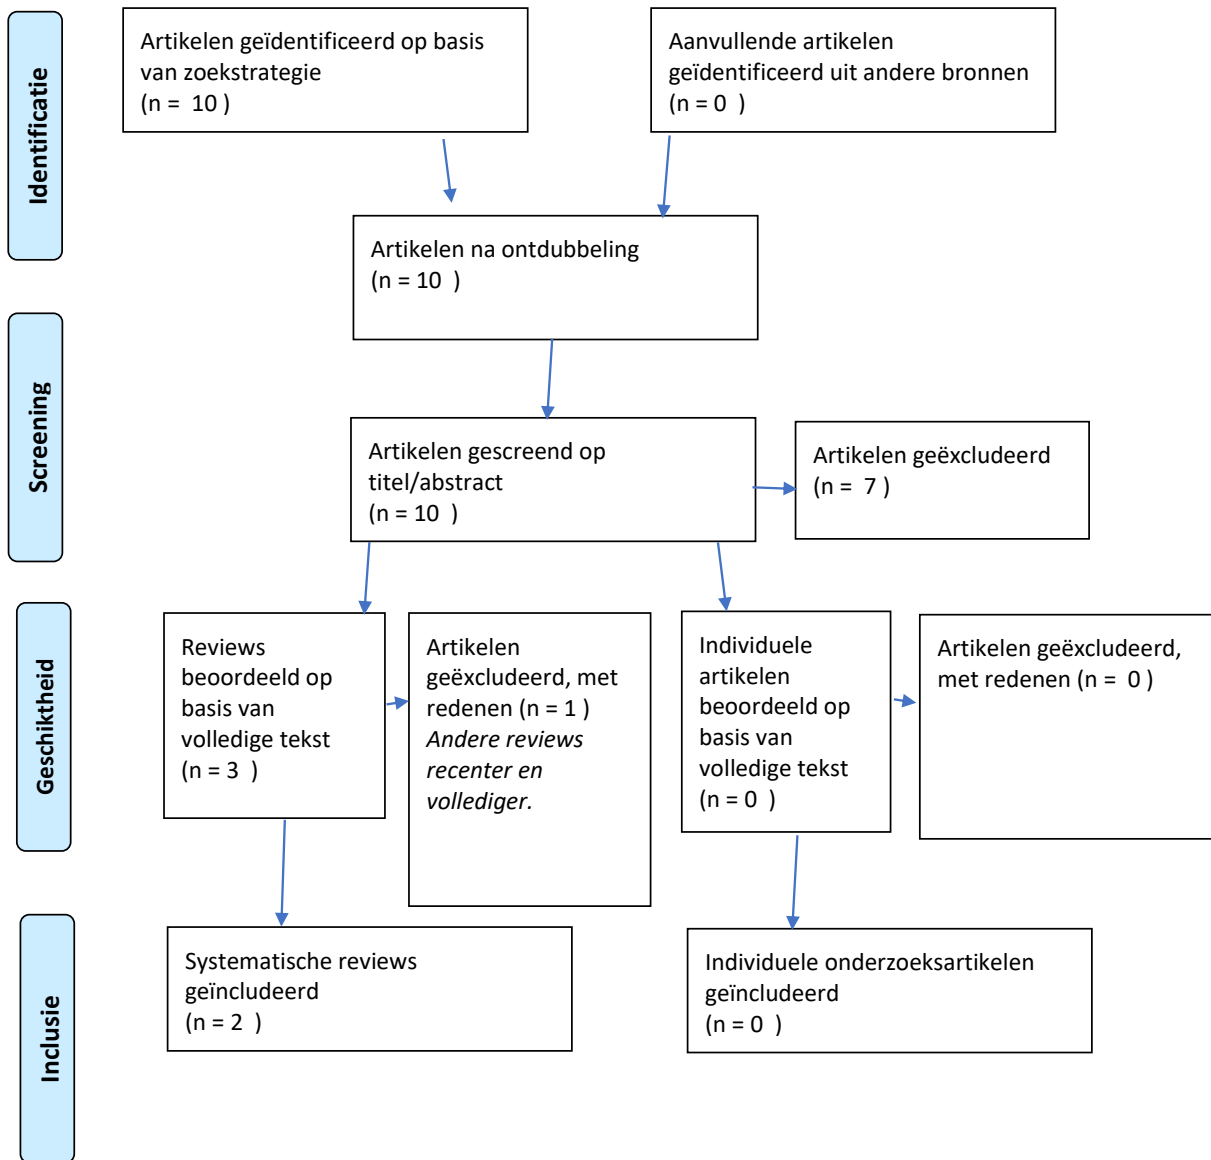 Identificatie
Artikelen geïdentificeerd op basis
van zoekstrategie
(n = 10 )
Aanvullende artikelen
geïdentificeerd uit andere bronnen
(n = 0 )
Artikelen na ontdubbeling
(n = 10 )
Screening
Artikelen gescreend op
titel/abstract
(n = 10 )
Artikelen geëxcludeerd
(n = 7 )
Geschiktheid
Reviews
beoordeeld op
basis van
volledige tekst
(n = 3 )
Artikelen
geëxcludeerd, met
redenen (n = 1 )
Andere reviews
recenter en
vollediger.
Individuele
artikelen
beoordeeld op
basis van
volledige tekst
(n = 0 )
Artikelen geëxcludeerd,
met redenen (n = 0 )
Inclusie
Systematische reviews
geïncludeerd
(n = 2 )
Individuele onderzoeksartikelen
geïncludeerd
(n = 0 )